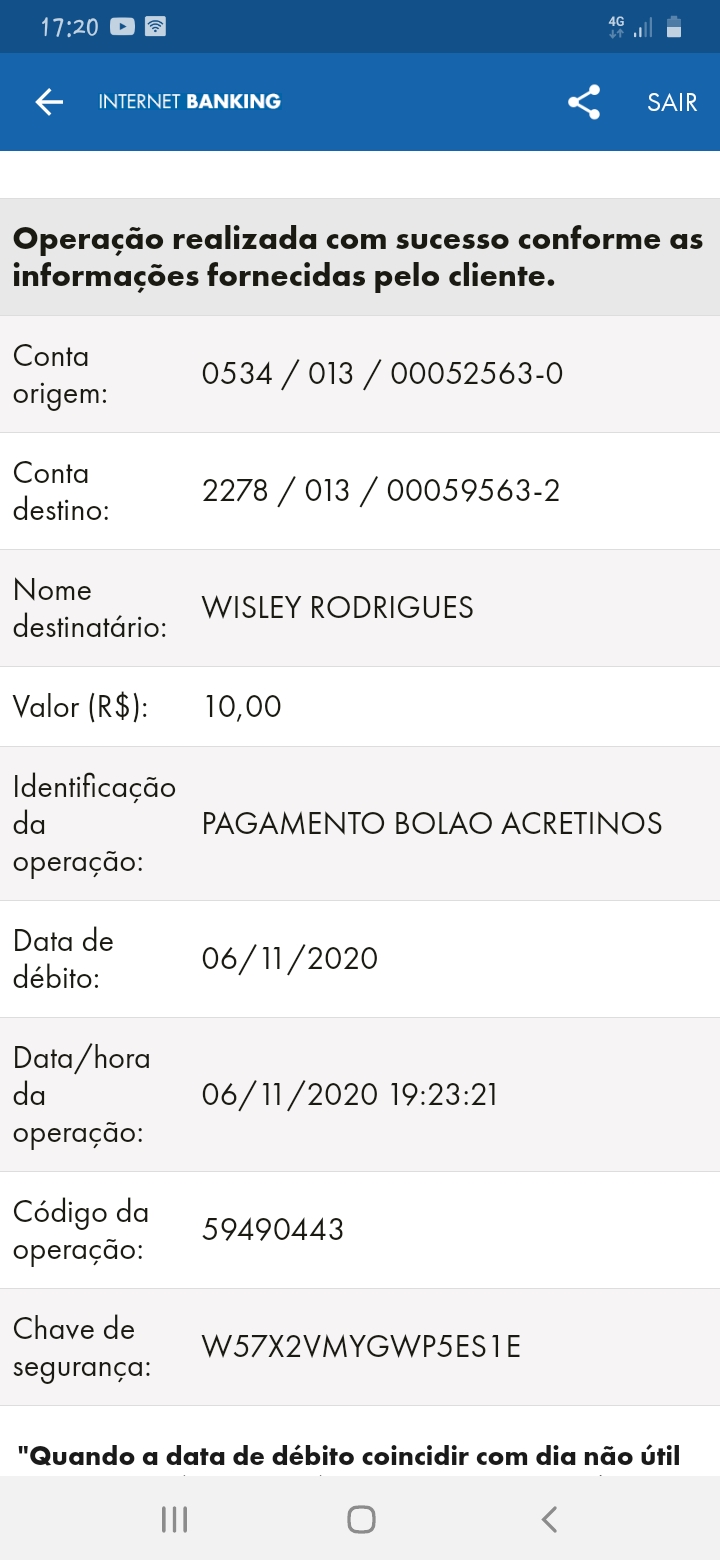 17:20
4G
INTERNET BANKING
SAIR
Operação realizada com sucesso conforme as
informações fornecidas pelo cliente.
Conta
origem:
0534 / 013 / 00052563-0
Conta
destino:
2278 / 013 / 00059563-2
Nome
destinatário:
WISLEY RODRIGUES
Valor (R$):
10,00
Identificação
da
operação:
PAGAMENTO BOLAO ACRETINOS
Data de
débito:
06/11/2020
Data/hora
da
operação:
06/11/2020 19:23:21
Código da
operação:
59490443
Chave de
segurança:
W57X2VMYGWP5ES1E
"Quando a data de débito coincidir com dia não útil